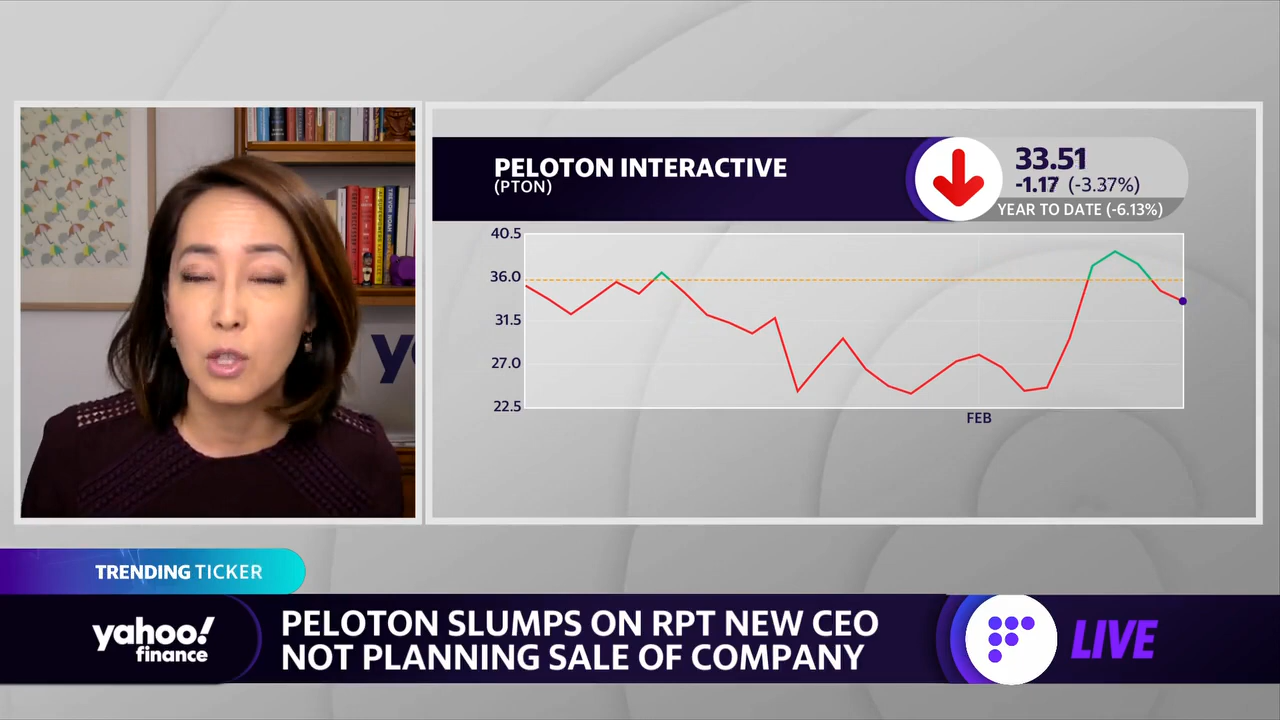 PELOTON INTERACTIVE
(PTON)
33.51
-1.17 (-3.37%)
YEAR TO DATE (-6.13%)
40.5
36.0
31.5
27.0
22.5
FEB
TRENDING TICKER
yahoo!
finance
PELOTON SLUMPS ON RPT NEW CEO
NOT PLANNING SALE OF COMPANY
LIVE